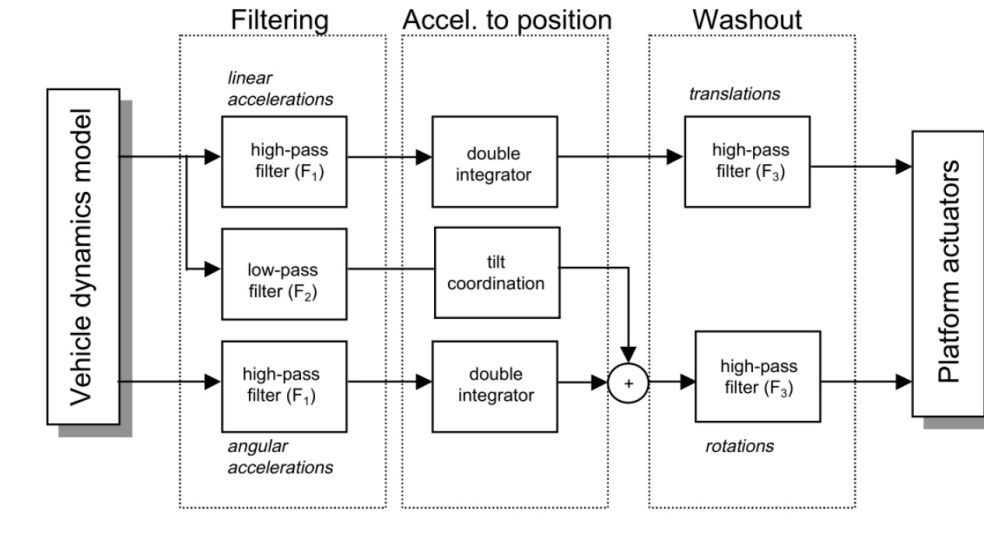 Filtering
Accel. to position
Washout
Vehicle dynamics model
linear
accelerations
high-pass
filter (F₁)
double
integrator
translations
high-pass
filter (F₃)
low-pass
filter (F₂)
tilt
coordination
high-pass
filter (F₁)
angular
accelerations
double
integrator
+
high-pass
filter (F₃)
rotations
Platform actuators